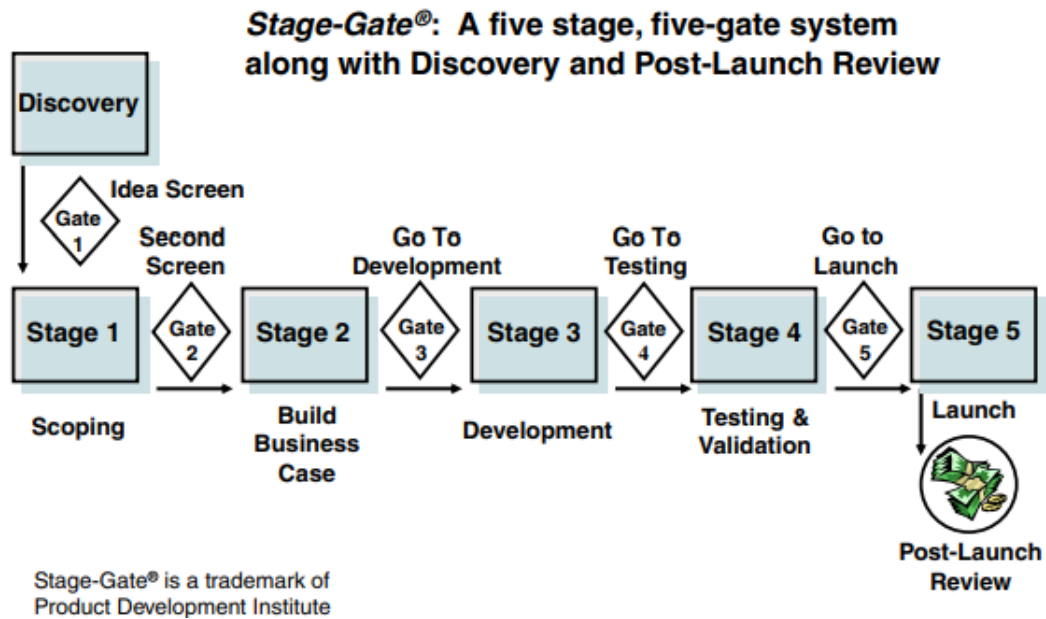 Stage-Gate®: A five stage, five-gate system
along with Discovery and Post-Launch Review
Discovery
Idea Screen
Gate
1
Second
Screen
Go To
Development
Go To
Testing
Go to
Launch
Stage 1
Gate
2
Stage 2
Gate
3
Stage 3
Gate
4
Stage 4
Gate
5
Stage 5
Scoping
Build
Business
Case
Development
Testing &
Validation
Launch
Post-Launch
Review
Stage-Gate® is a trademark of
Product Development Institute